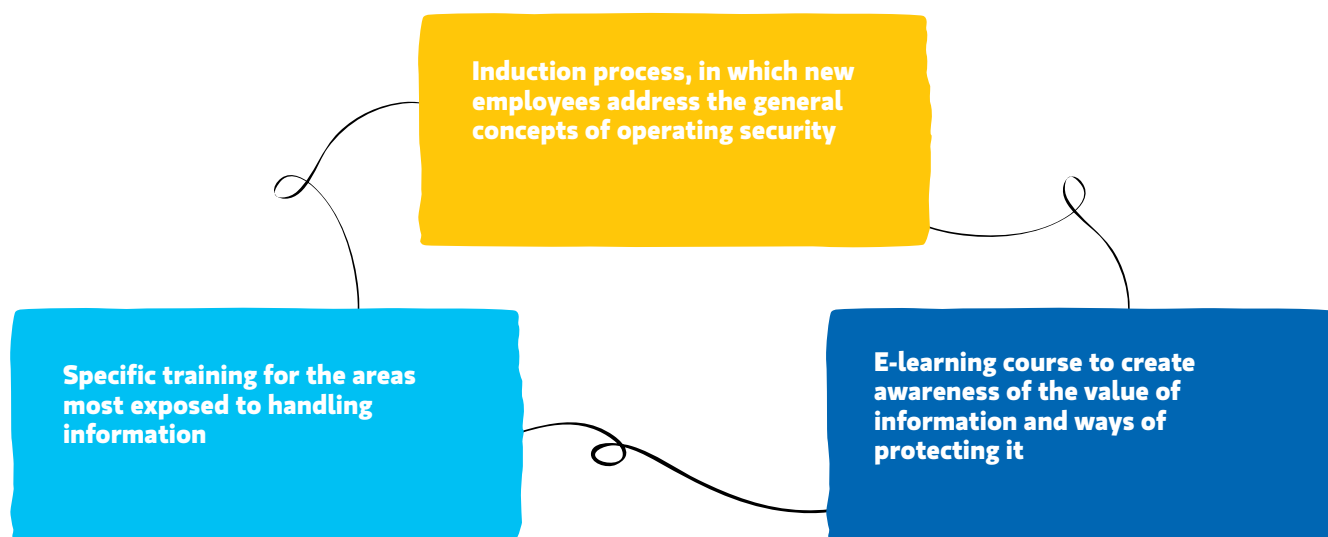 Induction process, in which new
employees address the general
concepts of operating security
Specific training for the areas
most exposed to handling
information
E-learning course to create
awareness of the value of
information and ways of
protecting it